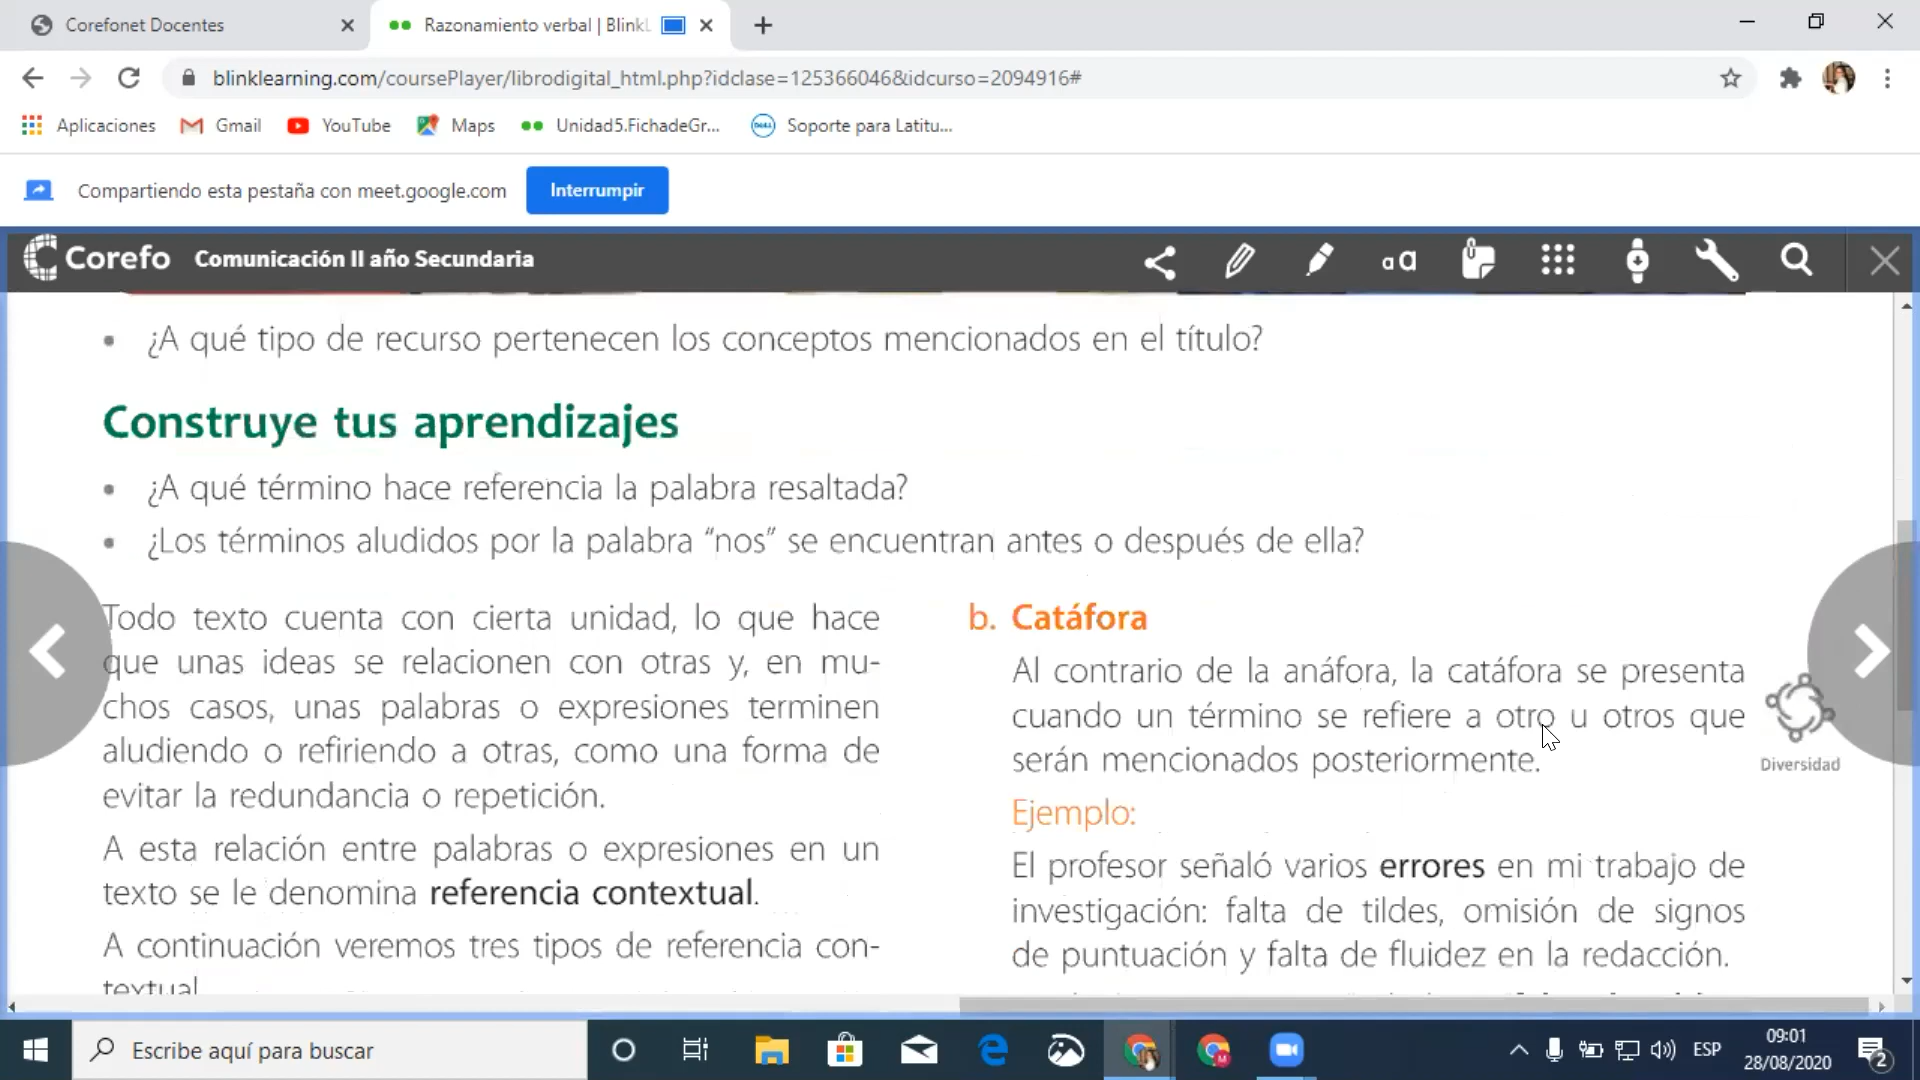 Corefonet Docentes
Razonamiento verbal | Blink
blinklearning.com/coursePlayer/librodigital_html.php?idclase=125366046&idcurso=2094916#
Aplicaciones
Gmail
YouTube
Maps
Unidad5.FichadeGr...
Soporte para Latitu...
Compartiendo esta pestaña con meet.google.com
Interrumpir
Corefo
Comunicación II año Secundaria
aa
• ¿A qué tipo de recurso pertenecen los conceptos mencionados en el título?
Construye tus aprendizajes
• ¿A qué término hace referencia la palabra resaltada?
• ¿Los términos aludidos por la palabra “nos” se encuentran antes o después de ella?
Todo texto cuenta con cierta unidad, lo que hace
que unas ideas se relacionen con otras y, en mu-
chos casos, unas palabras o expresiones terminen
aludiendo o refiriendo a otras, como una forma de
evitar la redundancia o repetición.
A esta relación entre palabras o expresiones en un
texto se le denomina referencia contextual.
A continuación veremos tres tipos de referencia con-
textual
b. Catáfora
Al contrario de la anáfora, la catáfora se presenta
cuando un término se refiere a otro u otros que
serán mencionados posteriormente.
Ejemplo:
El profesor señaló varios errores en mi trabajo de
investigación: falta de tildes, omisión de signos
de puntuación y falta de fluidez en la redacción.
Diversidad
Escribe aquí para buscar
ESP
09:01
28/08/2020
2